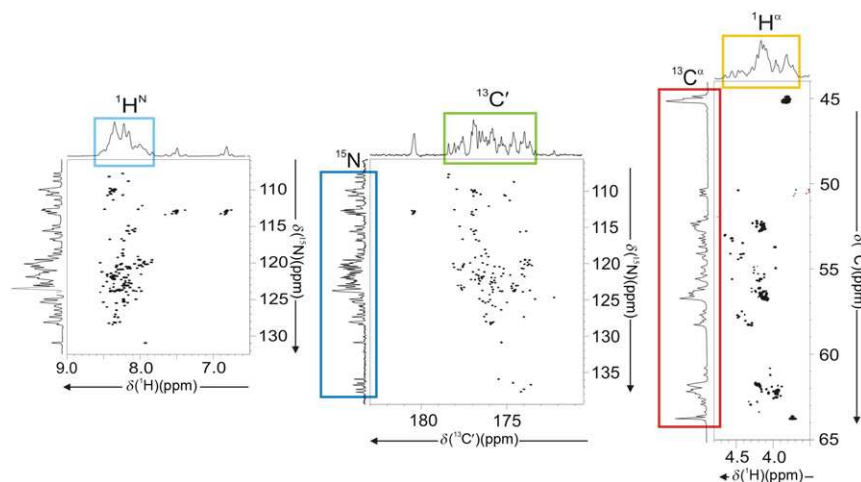 ¹Hᴺ
110
115
120
125
130
δ(¹⁵N)(ppm)
9.0 8.0 7.0
δ(¹H)(ppm)
¹³C'
¹⁵N
110
115
120
125
130
135
δ(¹⁵N)(ppm)
180 175
δ(¹³C')(ppm)
¹Hᵅ
¹³Cᵅ
45
50
55
60
65
4.5 4.0
δ(¹H)(ppm)